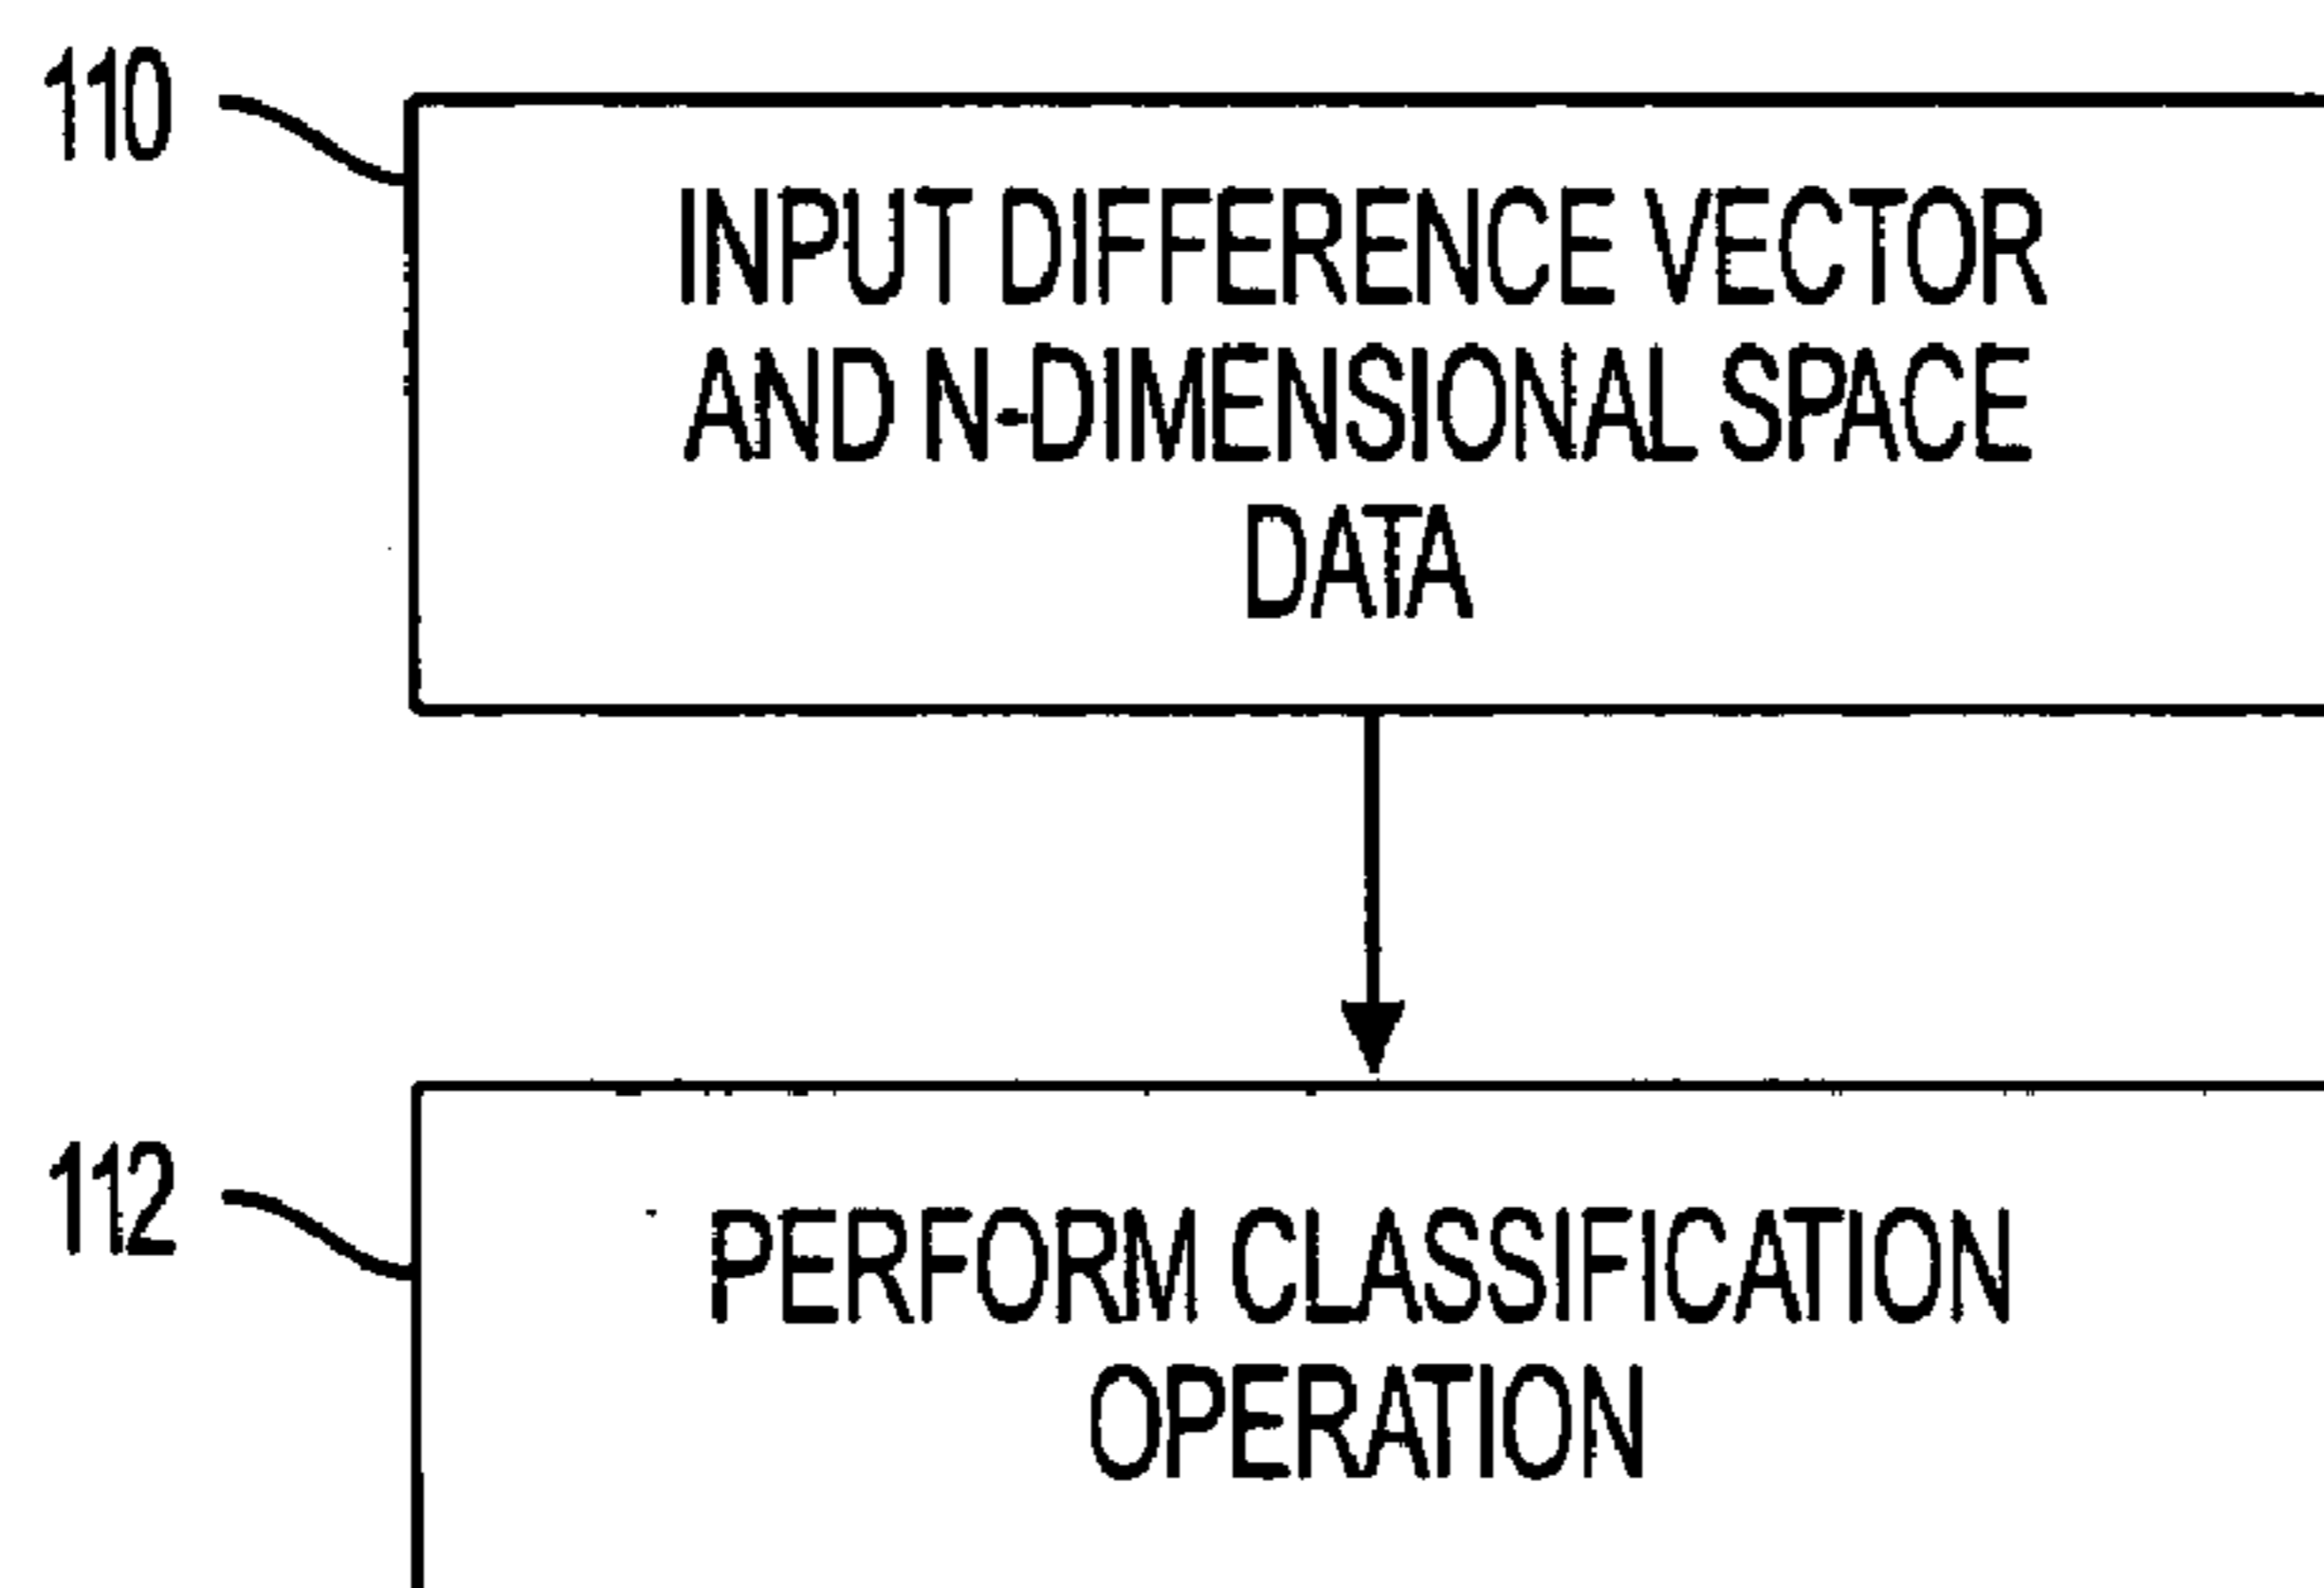 110
INPUT DIFFERENCE VECTOR
AND N-DIMENSIONAL SPACE
DATA
112
PERFORM CLASSIFICATION
OPERATION